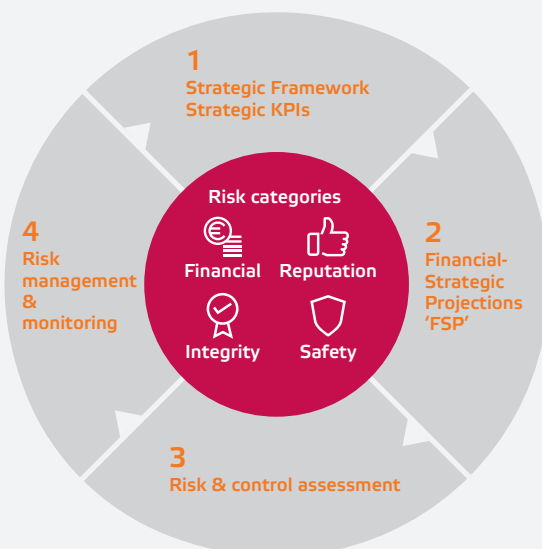 1
Strategic Framework
Strategic KPIs
Risk categories
Financial
Reputation
Integrity
Safety
2
Financial-
Strategic
Projections
‘FSP’
3
Risk & control assessment
4
Risk
management
&
monitoring